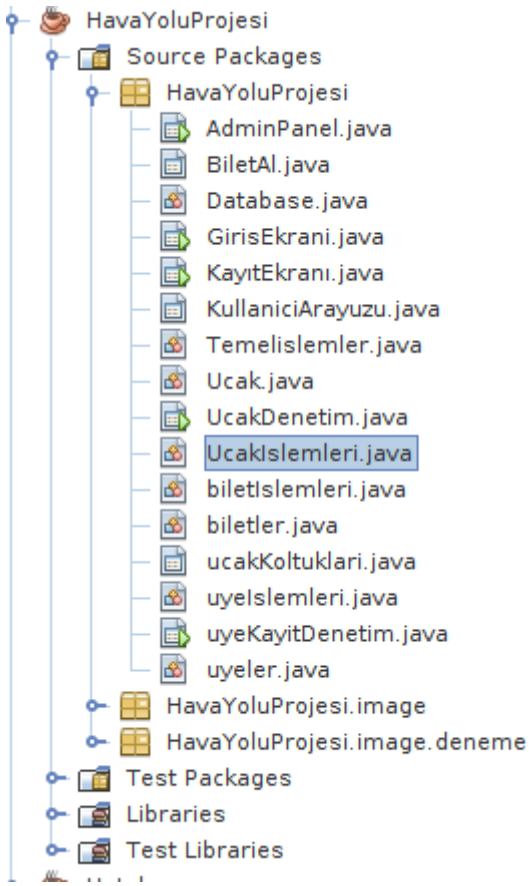 HavaYoluProjesi
Source Packages
HavaYoluProjesi
AdminPanel.java
BiletAl.java
Database.java
GirisEkrani.java
KayıtEkranı.java
KullaniciArayuzu.java
Temelislemler.java
Ucak.java
UcakDenetim.java
UcakIslemleri.java
biletIslemleri.java
biletler.java
ucakKoltuklari.java
uyeIslemleri.java
uyeKayitDenetim.java
uyeler.java
HavaYoluProjesi.image
HavaYoluProjesi.image.deneme
Test Packages
Libraries
Test Libraries